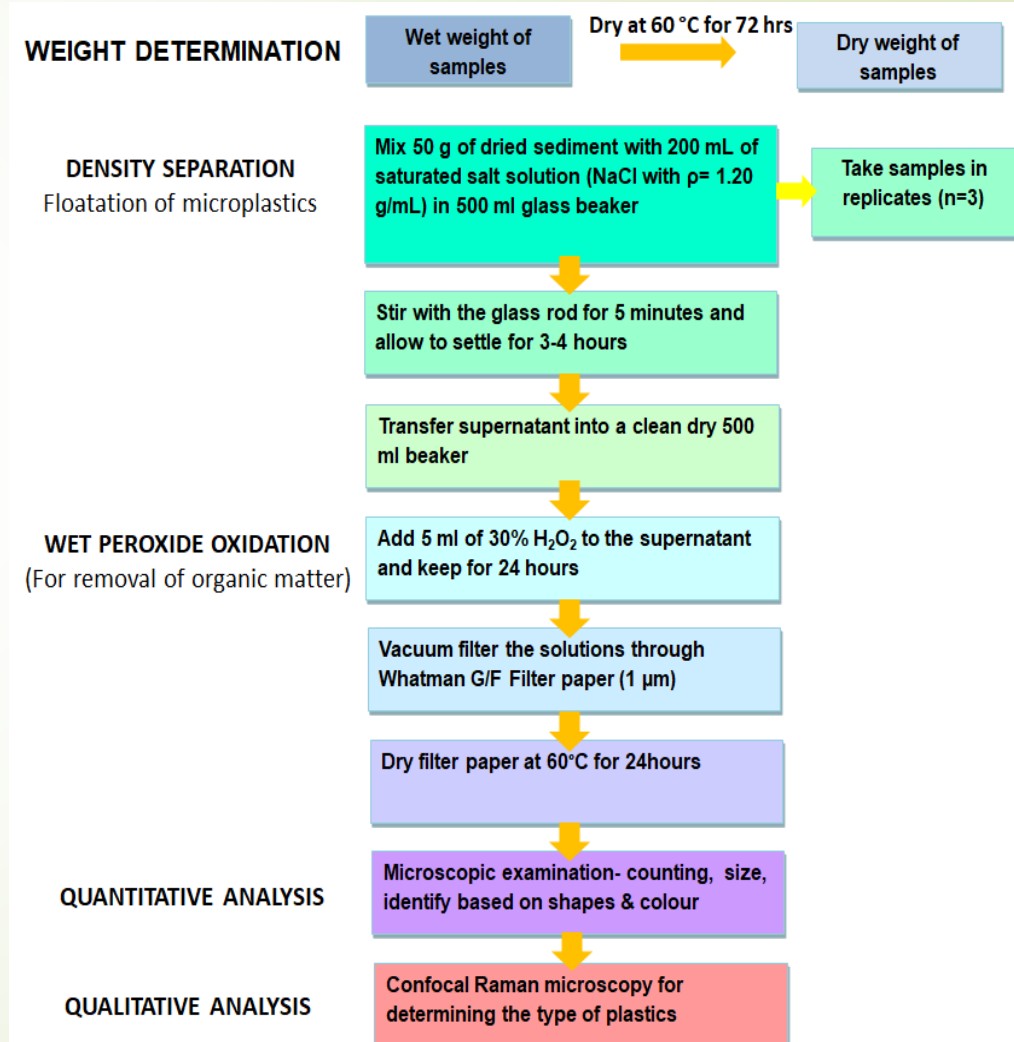 WEIGHT DETERMINATION
Wet weight of
samples
Dry at 60 °C for 72 hrs
Dry weight of
samples
DENSITY SEPARATION
Floatation of microplastics
Mix 50 g of dried sediment with 200 mL of
saturated salt solution (NaCl with ρ= 1.20
g/mL) in 500 ml glass beaker
Take samples in
replicates (n=3)
Stir with the glass rod for 5 minutes and
allow to settle for 3-4 hours
Transfer supernatant into a clean dry 500
ml beaker
WET PEROXIDE OXIDATION
(For removal of organic matter)
Add 5 ml of 30% H₂O₂ to the supernatant
and keep for 24 hours
Vacuum filter the solutions through
Whatman G/F Filter paper (1 µm)
Dry filter paper at 60°C for 24hours
QUANTITATIVE ANALYSIS
Microscopic examination- counting, size,
identify based on shapes & colour
QUALITATIVE ANALYSIS
Confocal Raman microscopy for
determining the type of plastics